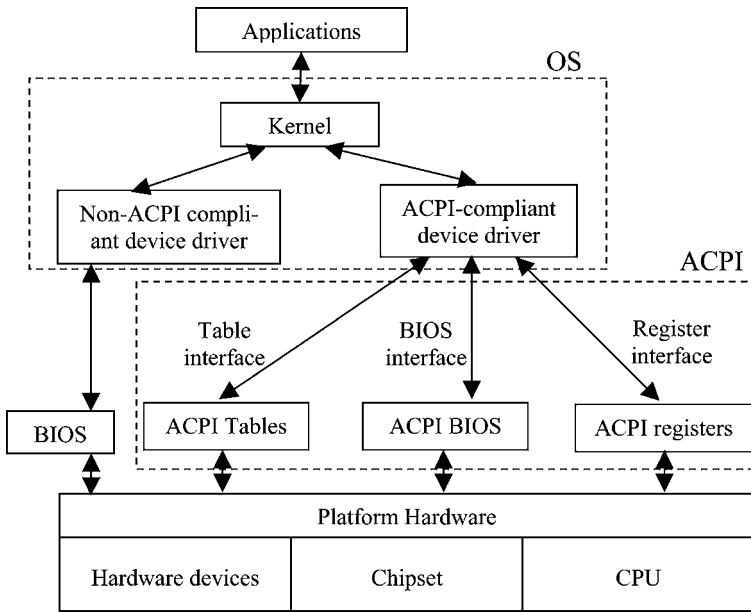 Applications
OS
Kernel
Non-ACPI compli-
ant device driver
ACPI-compliant
device driver
ACPI
Table
interface
BIOS
interface
Register
interface
BIOS
ACPI Tables
ACPI BIOS
ACPI registers
Platform Hardware
Hardware devices
Chipset
CPU